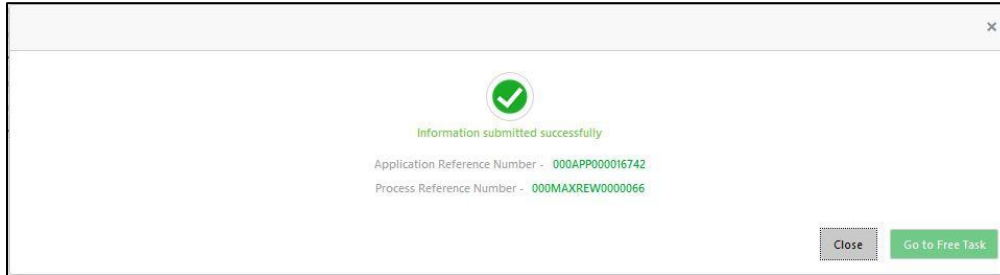 ×
Information submitted successfully
Application Reference Number - 000APP000016742
Process Reference Number - 000MAXREW0000066
Close Go to Free Task